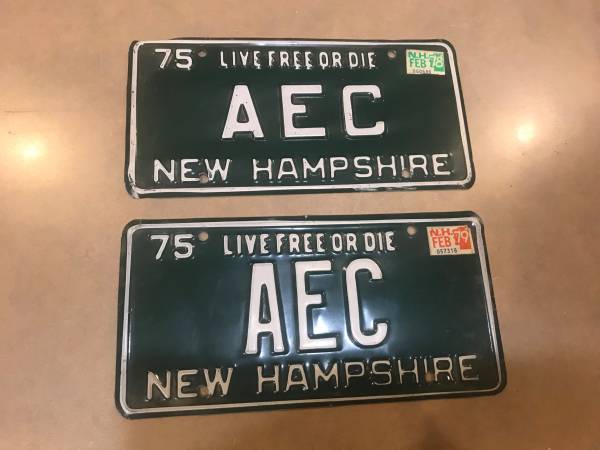 75 LIVE FREE OR DIE N.H. FEB 78
AEC
NEW HAMPSHIRE
75 LIVE FREE OR DIE N.H. FEB 79
057316
AEC
NEW HAMPSHIRE